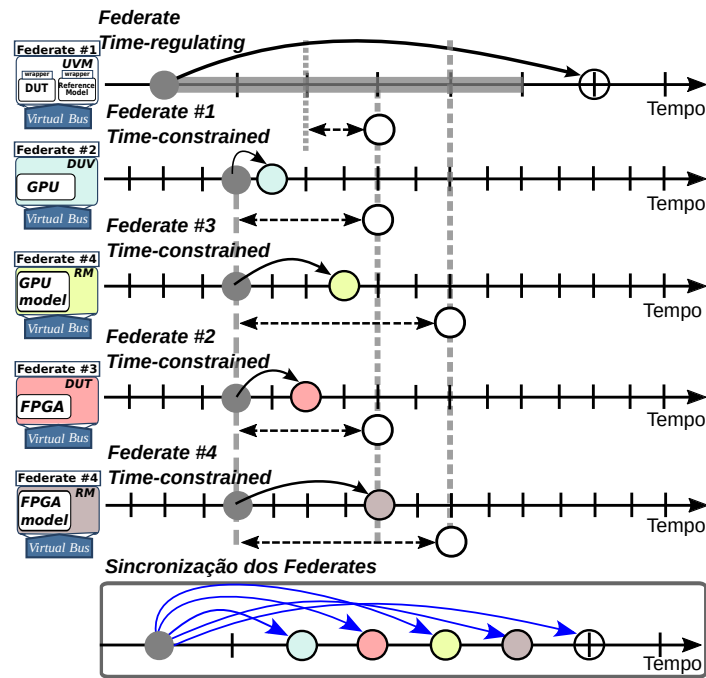 Federate
Time-regulating
Federate #1
UVM
wrapper
wrapper
DUT
Reference
Model
Virtual Bus
Tempo
Federate #1
Time-constrained
Federate #2
DUV
GPU
Virtual Bus
Tempo
Federate #3
Time-constrained
Federate #4
RM
GPU
model
Virtual Bus
Tempo
Federate #2
Time-constrained
Federate #3
DUT
FPGA
Virtual Bus
Tempo
Federate #4
Time-constrained
Federate #4
RM
FPGA
model
Virtual Bus
Tempo
Sincronização dos Federates
Tempo